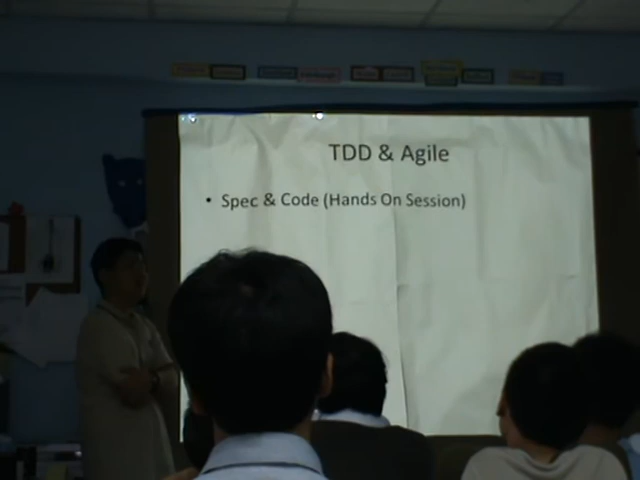 TDD & Agile
• Spec & Code (Hands On Session)